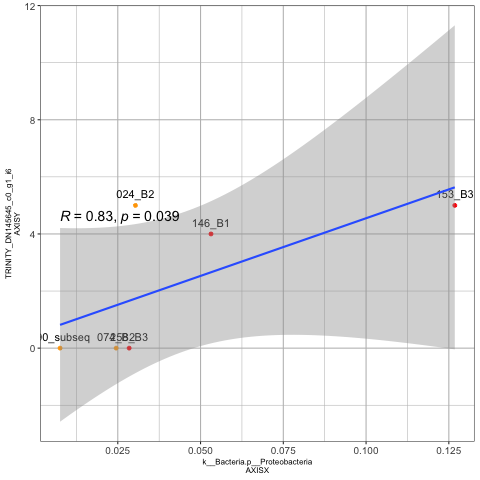 12
8
4
0
TRINITY_DN145645_c0_g1_i6
AXISY
024_B2
R = 0.83, p = 0.039
146_B1
153_B3
0_subseq
0.025
0.050
0.075
0.100
0.125
k__Bacteria.p__Proteobacteria
AXISX